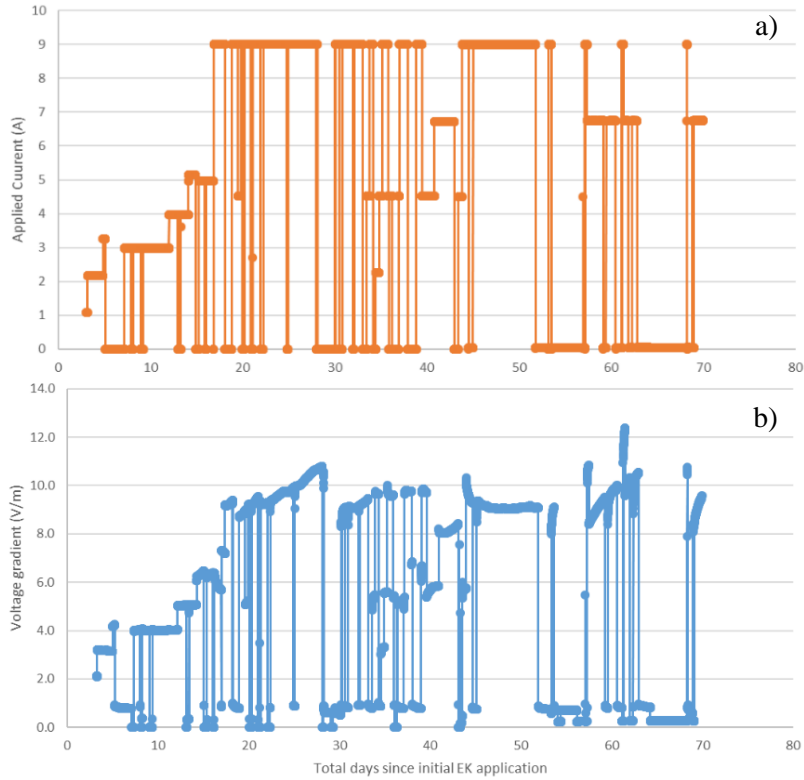 a)
10
9
8
7
6
5
4
3
2
1
0
Applied Cuurent (A)
0 10 20 30 40 50 60 70 80
b)
14.0
12.0
10.0
8.0
6.0
4.0
2.0
0.0
Voltage gradient (V/m)
0 10 20 30 40 50 60 70 80
Total days since initial EK application